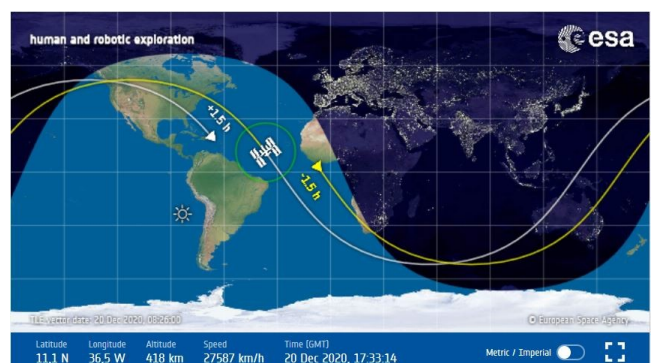 human and robotic exploration
esa
+1.5 h
-1.5 h
TLE vector date: 20 Dec 2020, 08:26:00
© European Space Agency
Latitude Longitude Altitude Speed Time (GMT)
11.1 N 36.5 W 418 km 27587 km/h 20 Dec 2020, 17:33:14
Metric / Imperial